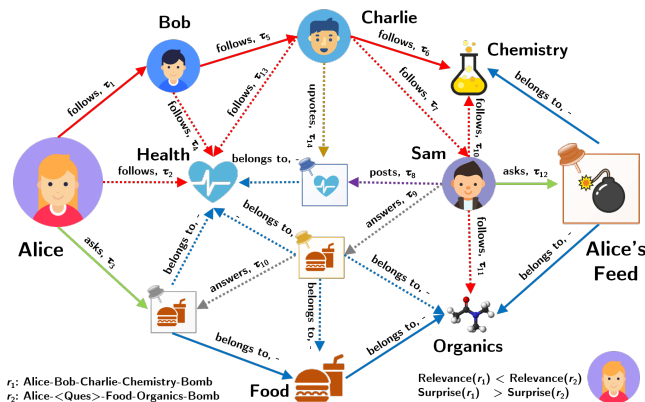 Bob
Charlie
Chemistry
follows, τ1
follows, τ5
follows, τ6
follows, τ4
follows, τ13
upvotes, τ14
follows, τ7
follows, τ10
belongs to, -
Health
belongs to, -
Sam
follows, τ2
posts, τ8
asks, τ12
Alice
asks, τ3
belongs to, -
belongs to, -
answers, τ9
answers, τ10
belongs to, -
belongs to, -
follows, τ11
belongs to, -
Alice's
Feed
belongs to, -
belongs to, -
Food
Organics
r1: Alice-Bob-Charlie-Chemistry-Bomb
r2: Alice-<Ques>-Food-Organics-Bomb
Relevance(r1) < Relevance(r2)
Surprise(r1) > Surprise(r2)